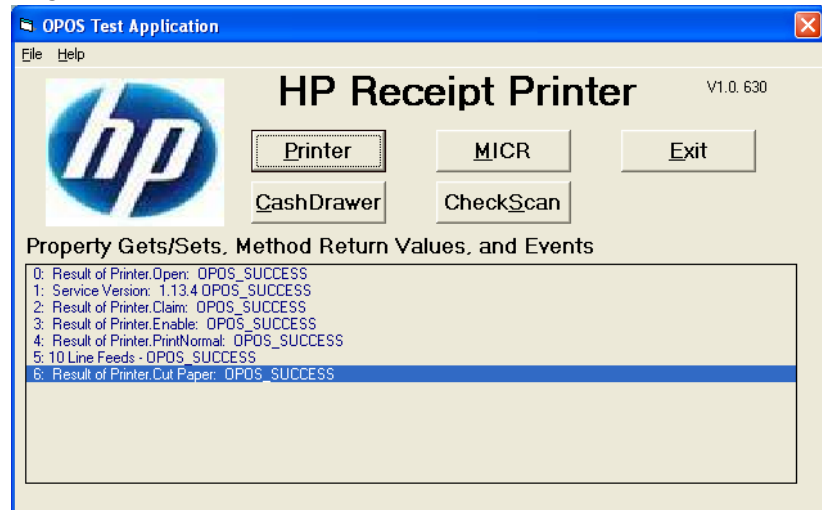 OPOS Test Application
File Help
hp
HP Receipt Printer
V1.0. 630
Printer MICR Exit
CashDrawer CheckScan
Property Gets/Sets, Method Return Values, and Events
0: Result of Printer.Open: OPOS_SUCCESS
1: Service Version: 1.13.4 OPOS_SUCCESS
2: Result of Printer.Claim: OPOS_SUCCESS
3: Result of Printer.Enable: OPOS_SUCCESS
4: Result of Printer.PrintNormal: OPOS_SUCCESS
5: 10 Line Feeds - OPOS_SUCCESS
6: Result of Printer.Cut Paper: OPOS_SUCCESS